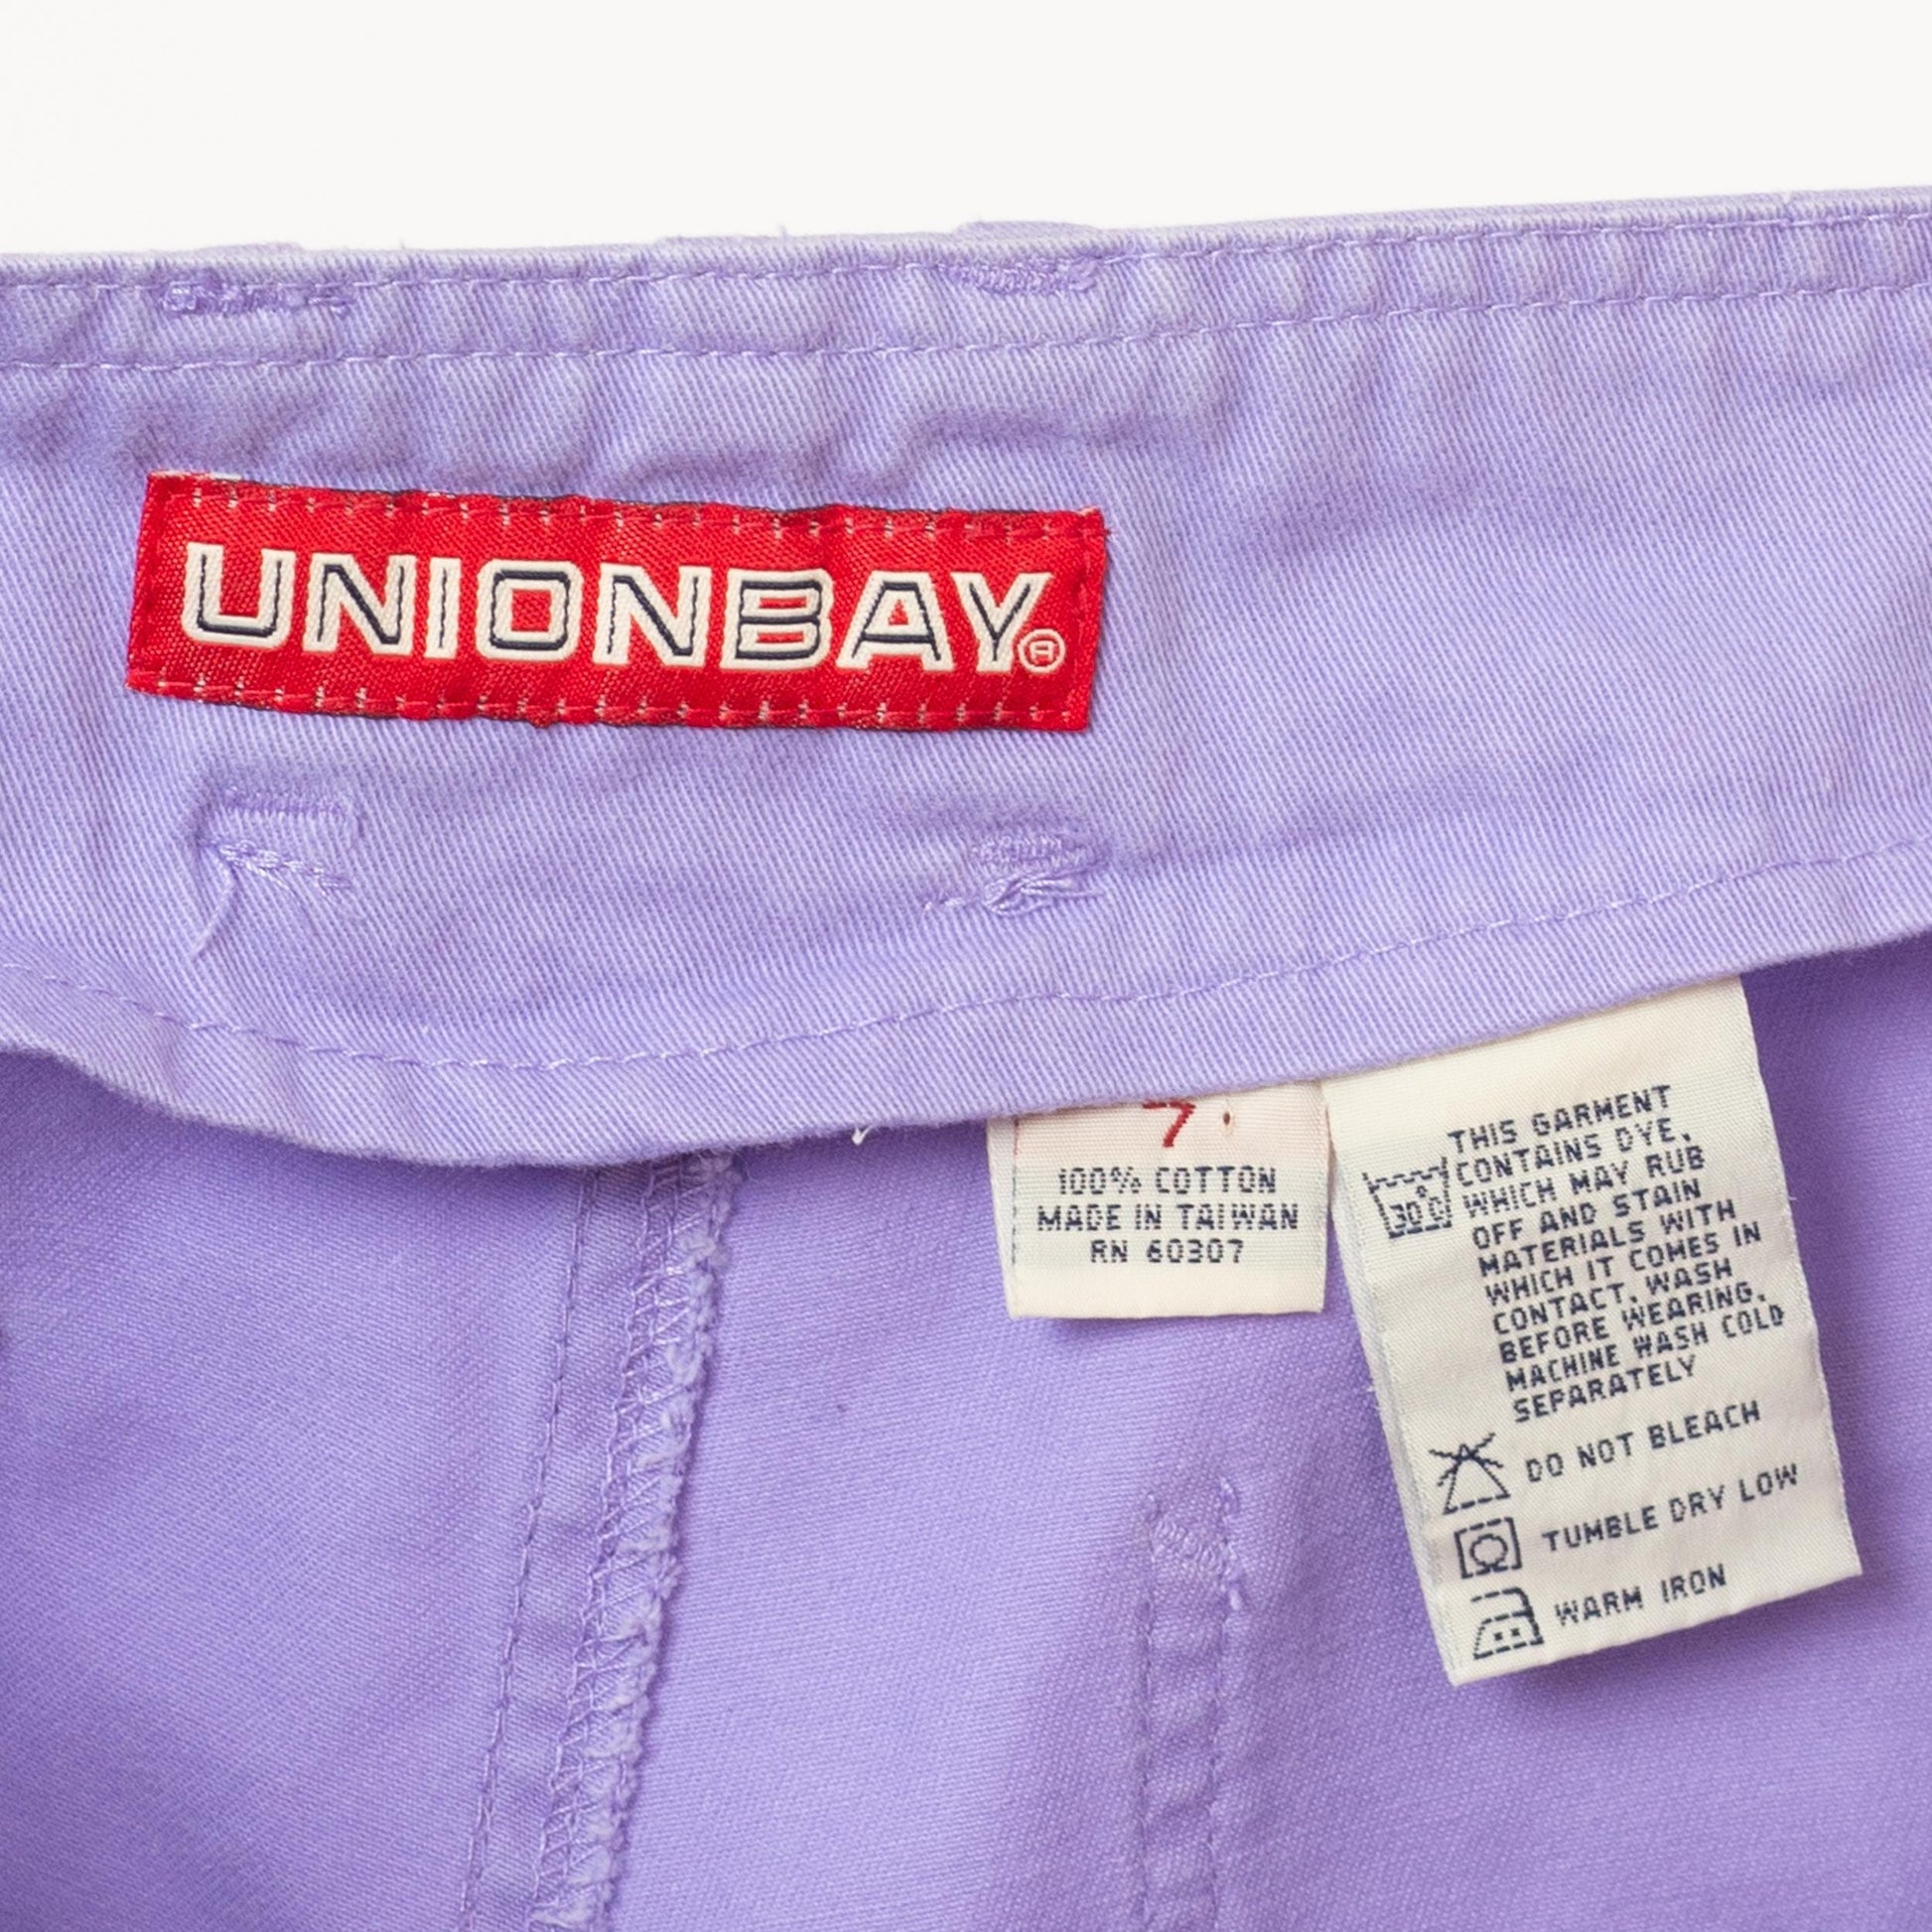 UNIONBAY®
7
100% COTTON
MADE IN TAIWAN
RN 60307
THIS GARMENT
CONTAINS DYE,
30°C WHICH MAY RUB
OFF AND STAIN
MATERIALS WITH
WHICH IT COMES IN
CONTACT. WASH
BEFORE WEARING.
MACHINE WASH COLD
SEPARATELY
DO NOT BLEACH
TUMBLE DRY LOW
WARM IRON